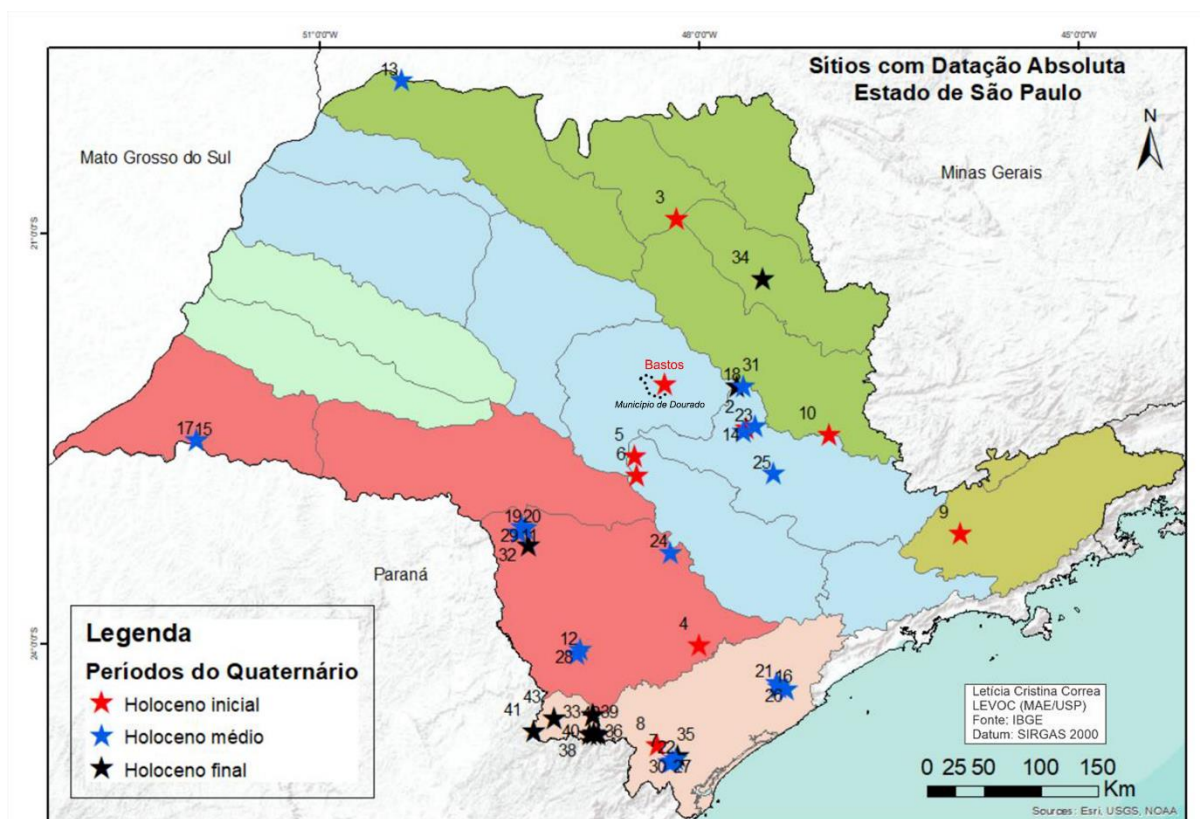 51°0'0"W
48°0'0"W
45°0'0"W
Sítios com Datação Absoluta
Estado de São Paulo
N
13
Mato Grosso do Sul
Minas Gerais
3
21°0'0"S
34
Bastos
Município de Dourado
18
31
2
23
14
10
17
15
5
6
25
19
20
29
11
32
24
9
Paraná
4
24°0'0"S
12
28
21
16
26
43
41
33
39
40
36
38
8
7
22
35
30
27
Legenda
Períodos do Quaternário
Holoceno inicial
Holoceno médio
Holoceno final
Letícia Cristina Correa
LEVOC (MAE/USP)
Fonte: IBGE
Datum: SIRGAS 2000
0 25 50 100 150
Km
Sources: Esri, USGS, NOAA